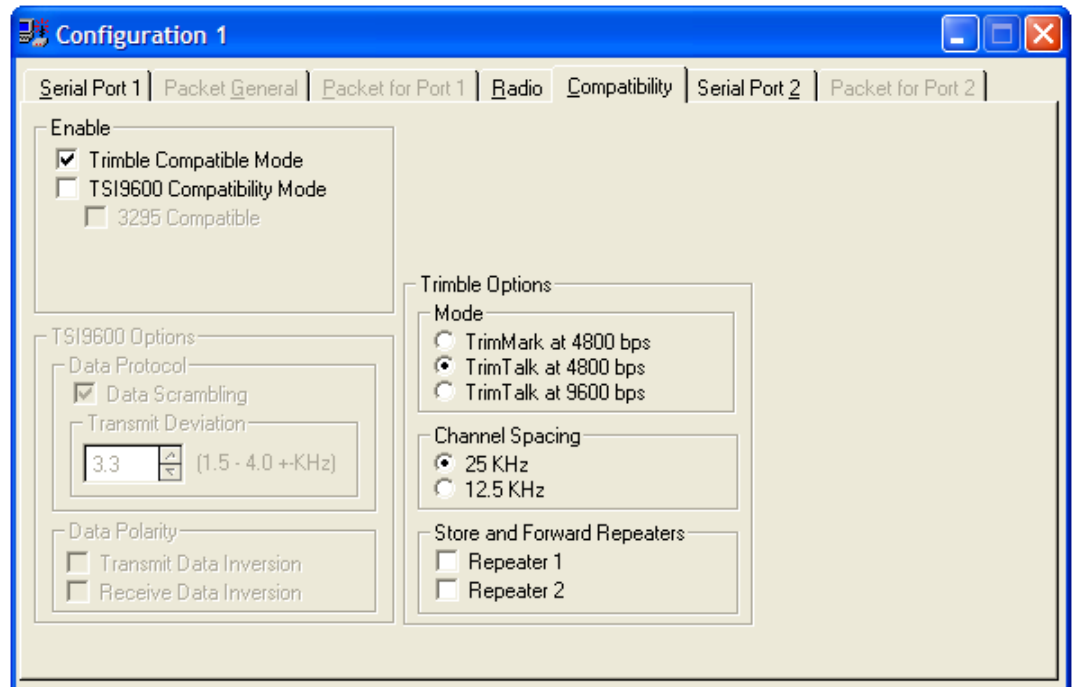 Configuration 1
Serial Port 1 Packet General Packet for Port 1 Radio Compatibility Serial Port 2 Packet for Port 2
Enable
Trimble Compatible Mode
TSI9600 Compatibility Mode
3295 Compatible
TSI9600 Options
Data Protocol
Data Scrambling
Transmit Deviation
3.3 (1.5 - 4.0 +-KHz)
Data Polarity
Transmit Data Inversion
Receive Data Inversion
Trimble Options
Mode
TrimMark at 4800 bps
TrimTalk at 4800 bps
TrimTalk at 9600 bps
Channel Spacing
25 KHz
12.5 KHz
Store and Forward Repeaters
Repeater 1
Repeater 2